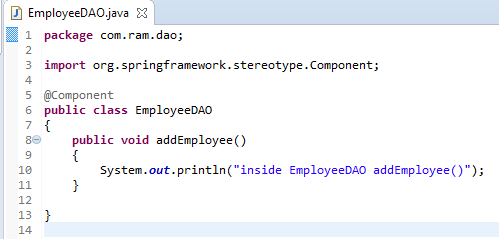 EmployeeDAO.java
1 package com.ram.dao;
2
3 import org.springframework.stereotype.Component;
4
5 @Component
6 public class EmployeeDAO
7 {
8 public void addEmployee()
9 {
10 System.out.println("inside EmployeeDAO addEmployee()");
11 }
12
13 }
14